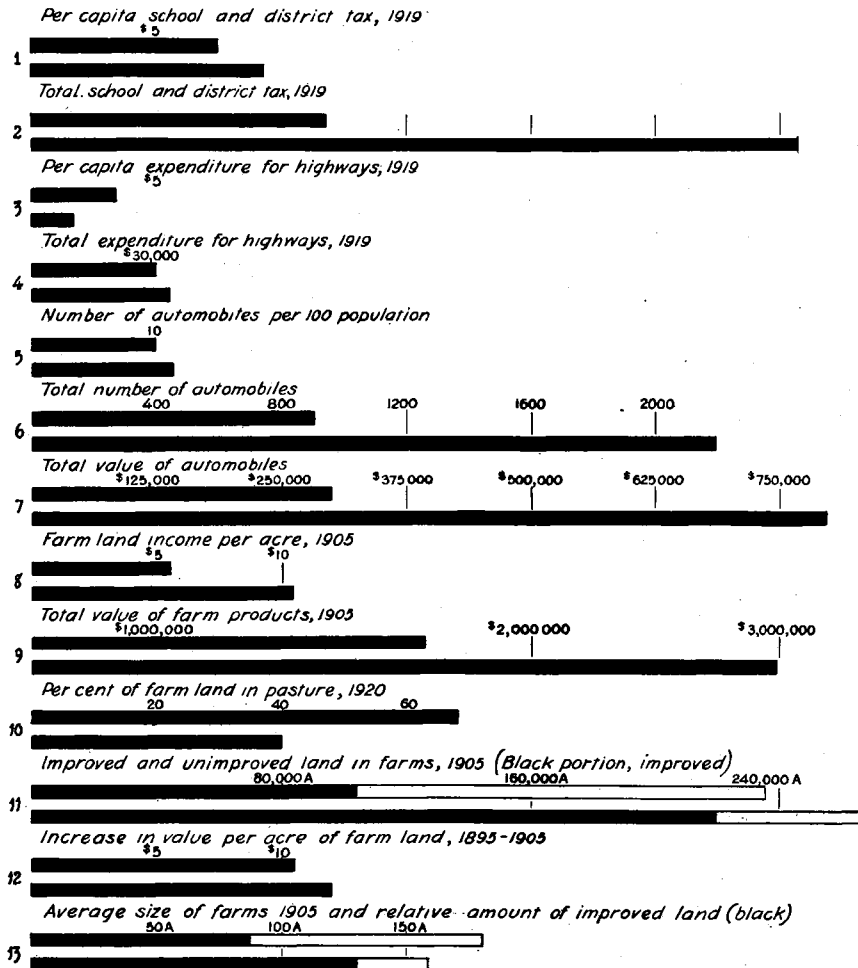 Per capita school and district tax, 1919
$5
1
Total school and district tax, 1919
2
Per capita expenditure for highways, 1919
$5
3
Total expenditure for highways, 1919
$30,000
4
Number of automobiles per 100 population
10
5
Total number of automobiles
400 800 1200 1600 2000
6
Total value of automobiles
$125,000 $250,000 $375000 $500,000 $625000 $750,000
7
Farm land income per acre, 1905
$5 $10
8
Total value of farm products, 1905
$1,000,000 $2,000000 $3,000,000
9
Per cent of farm land in pasture, 1920
20 40 60
10
Improved and unimproved land in farms, 1905 (Black portion, improved)
80,000A 160,000A 240,000A
11
Increase in value per acre of farm land, 1895-1905
$5 $10
12
Average size of farms 1905 and relative amount of improved land (black)
50A 100A 150A
13